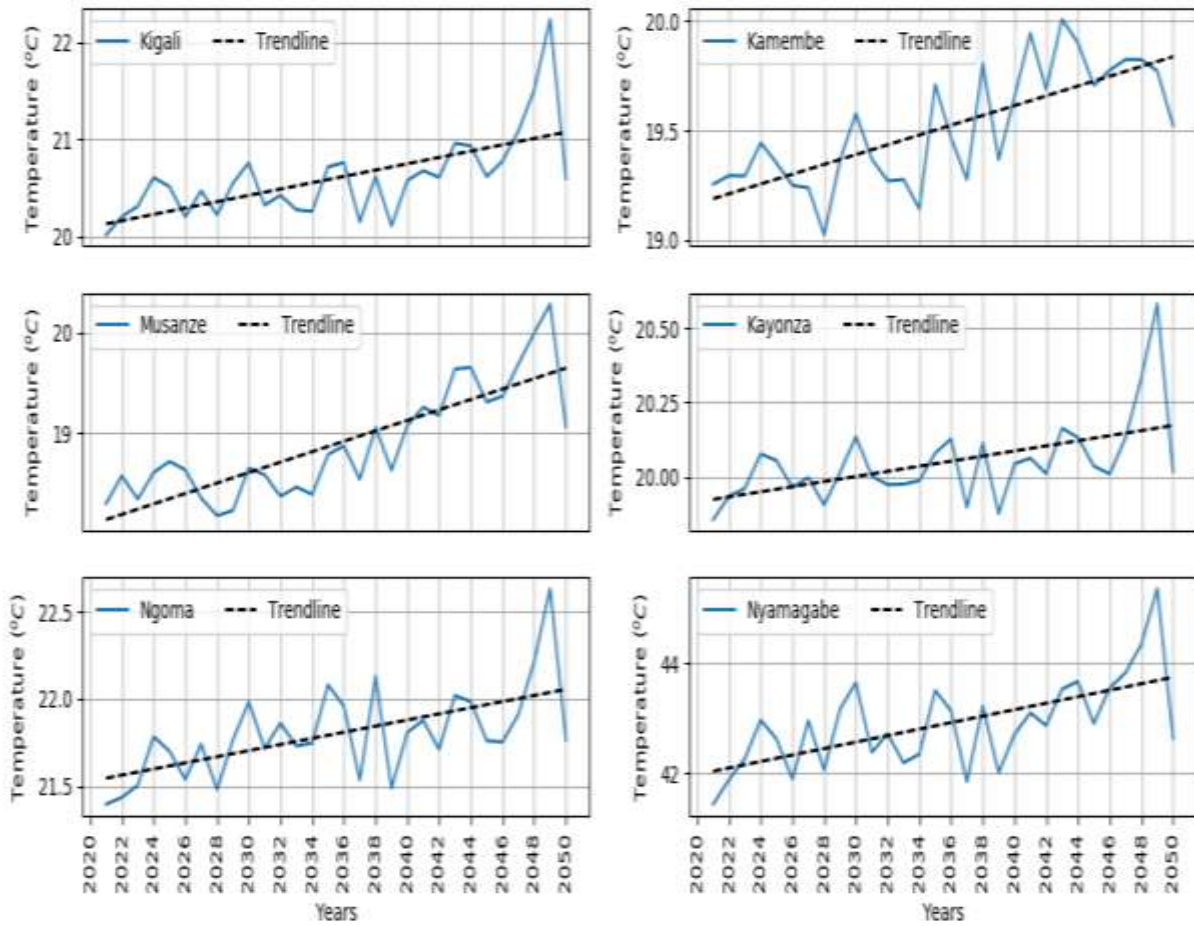 Kigali Trendline
Temperature (°C)
22
21
20
Kamembe Trendline
Temperature (°C)
20.0
19.5
19.0
Musanze Trendline
Temperature (°C)
20
19
Kayonza Trendline
Temperature (°C)
20.50
20.25
20.00
Ngoma Trendline
Temperature (°C)
22.5
22.0
21.5
2020 2022 2024 2026 2028 2030 2032 2034 2036 2038 2040 2042 2044 2046 2048 2050
Years
Nyamagabe Trendline
Temperature (°C)
44
42
2020 2022 2024 2026 2028 2030 2032 2034 2036 2038 2040 2042 2044 2046 2048 2050
Years